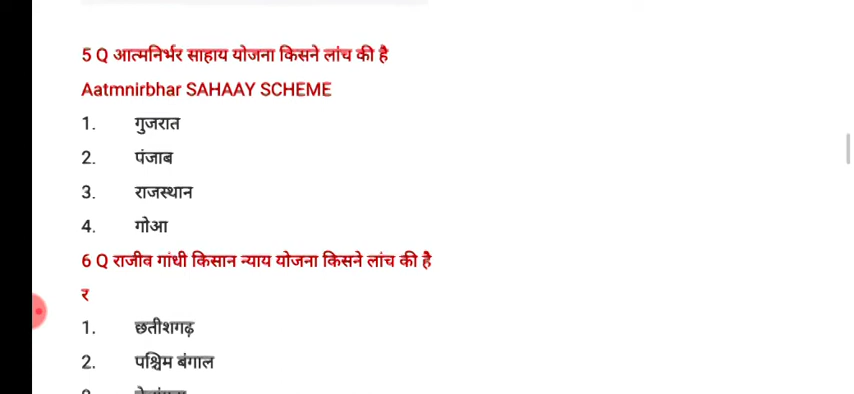 5 Q आत्मनिर्भर साहाय योजना किसने लांच की है
Aatmnirbhar SAHAAY SCHEME
1. गुजरात
2. पंजाब
3. राजस्थान
4. गोआ
6 Q राजीव गांधी किसान न्याय योजना किसने लांच की है
र
1. छतीशगढ़
2. पश्चिम बंगाल